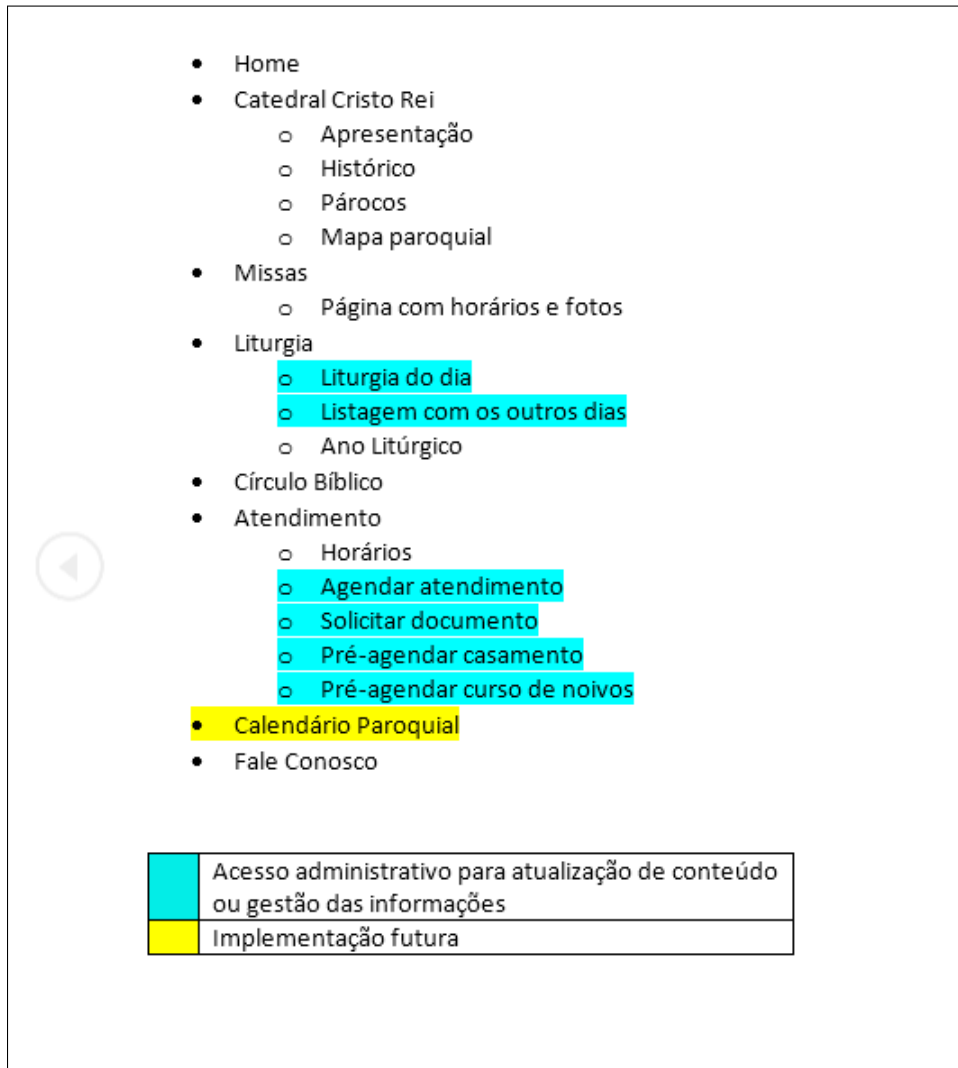 • Home
• Catedral Cristo Rei
o Apresentação
o Histórico
o Párocos
o Mapa paroquial
• Missas
o Página com horários e fotos
• Liturgia
o Liturgia do dia
o Listagem com os outros dias
o Ano Litúrgico
• Círculo Bíblico
• Atendimento
o Horários
o Agendar atendimento
o Solicitar documento
o Pré-agendar casamento
o Pré-agendar curso de noivos
• Calendário Paroquial
• Fale Conosco
Acesso administrativo para atualização de conteúdo
ou gestão das informações
Implementação futura